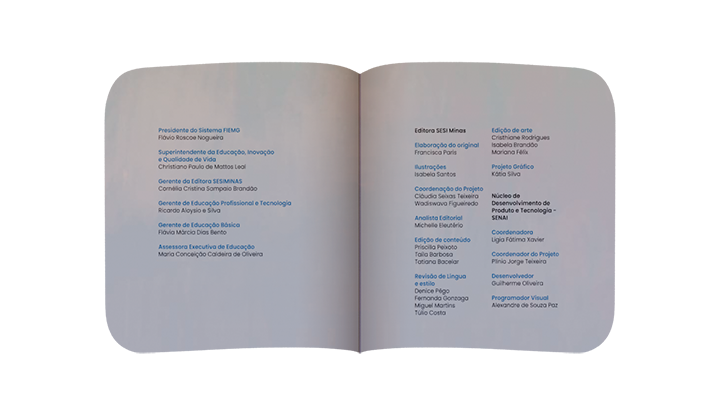 Presidente do Sistema FIEMG
Flávio Roscoe Nogueira
Superintendente da Educação, Inovação
e Qualidade de Vida
Christiano Paulo de Mattos Leal
Gerente da Editora SESIMINAS
Cornélia Cristina Sampaio Brandão
Gerente de Educação Profissional e Tecnologia
Ricardo Aloysio e Silva
Gerente de Educação Básica
Flávia Márcia Dias Bento
Assessora Executiva de Educação
Maria Conceição Caldeira de Oliveira
Editora SESI Minas
Elaboração do original
Francisca Paris
Ilustrações
Isabela Santos
Coordenação do Projeto
Cláudia Seixas Teixeira
Wadiswava Figueiredo
Analista Editorial
Michelle Eleutério
Edição de conteúdo
Priscilla Peixoto
Taila Barbosa
Tatiana Bacelar
Revisão de Língua
e estilo
Denice Pêgo
Fernanda Gonzaga
Miguel Martins
Túlio Costa
Edição de arte
Cristhiane Rodrigues
Isabela Brandão
Mariana Félix
Projeto Gráfico
Kátia Silva
Núcleo de
Desenvolvimento de
Produto e Tecnologia -
SENAI
Coordenadora
Lígia Fátima Xavier
Coordenador do Projeto
Plínio Jorge Teixeira
Desenvolvedor
Guilherme Oliveira
Programador Visual
Alexandre de Souza Paz